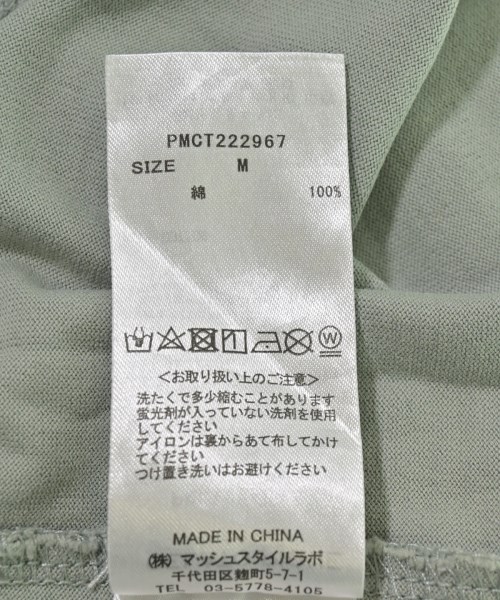 PMCT222967
SIZE M
綿 100%
<お取り扱い上のご注意>
洗たくで多少縮むことがあります
蛍光剤が入っていない洗剤を使用
してください
アイロンは裏からあて布してかけ
てください
つけ置き洗いはお避けください
MADE IN CHINA
(株) マッシュスタイルラボ
千代田区麹町5-7-1
TEL 03-5778-4105